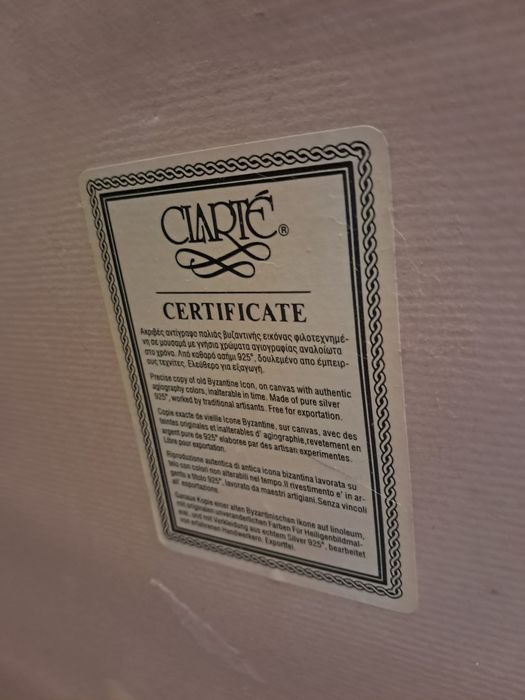 CLARTÉ®
CERTIFICATE
Ακριβές αντίγραφο παλιάς βυζαντινής εικόνας φιλοτεχνημέ-
νη σε μουσαμά με γνήσια χρώματα αγιογραφίας αναλοίωτα
στο χρόνο. Από καθαρό ασήμι 925°, δουλεμένο απο έμπειρ-
ους τεχνίτες. Ελεύθερο για εξαγωγή.
Precise copy of old Byzantine Icon, on canvas with authentic
agiography colors, inalterable in time. Made of pure silver
925°, worked by traditional artisants. Free for exportation.
Copie exacte de vieille Icone Byzantine, sur canvas, avec des
teintes originales et inalterables d' agiographie,revetement en
argent pure de 925° elaboree par des artisan experimentes.
Libre pour exportation.
Riproduzione autentica di antica icona bizantina lavorata su
tela con colori non alterabili nel tempo.Il rivestimento e' in ar-
gento a titolo 925°, lavorato da maestri artigiani.Senza vincoli
all' esportazione.
Genaue Kopie einer alten Byzantinischen Ikone auf linoleum,
mit originalen unveranderlichen Farben Für Heiligenbildmal-
erei, und mit Verkleidung aus echtem Silver 925°, bearbeitet
von erfahrenen Handwerkern. Exportfei.